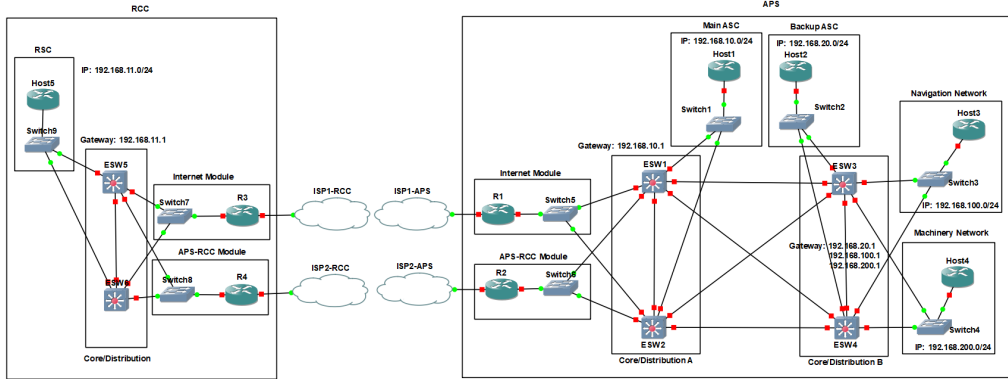 RCC
RSC
IP: 192.168.11.0/24
Host5
Switch9
Gateway: 192.168.11.1
ESW5
Internet Module
Switch7
R3
APS-RCC Module
ESW6
Switch8
R4
Core/Distribution
ISP1-RCC
ISP1-APS
ISP2-RCC
ISP2-APS
APS
Main ASC
IP: 192.168.10.0/24
Host1
Switch1
Backup ASC
IP: 192.168.20.0/24
Host2
Switch2
Navigation Network
Host3
Switch3
IP: 192.168.100.0/24
Gateway: 192.168.10.1
Internet Module
R1
Switch5
ESW1
ESW3
APS-RCC Module
R2
Switch6
Gateway: 192.168.20.1
192.168.100.1
192.168.200.1
Machinery Network
Host4
Switch4
IP: 192.168.200.0/24
ESW2
Core/Distribution A
ESW4
Core/Distribution B